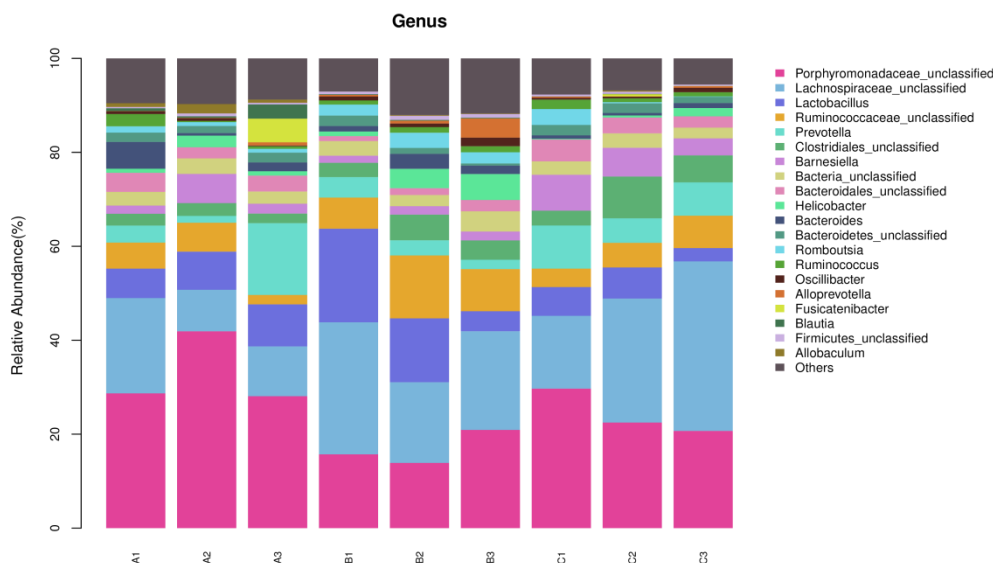 Genus
Relative Abundance(%)
100
80
60
40
20
0
A1
A2
A3
B1
B2
B3
C1
C2
C3
Porphyromonadaceae_unclassified
Lachnospiraceae_unclassified
Lactobacillus
Ruminococcaceae_unclassified
Prevotella
Clostridiales_unclassified
Barnesiella
Bacteria_unclassified
Bacteroidales_unclassified
Helicobacter
Bacteroides
Bacteroidetes_unclassified
Romboutsia
Ruminococcus
Oscillibacter
Alloprevotella
Fusicatenibacter
Blautia
Firmicutes_unclassified
Allobaculum
Others